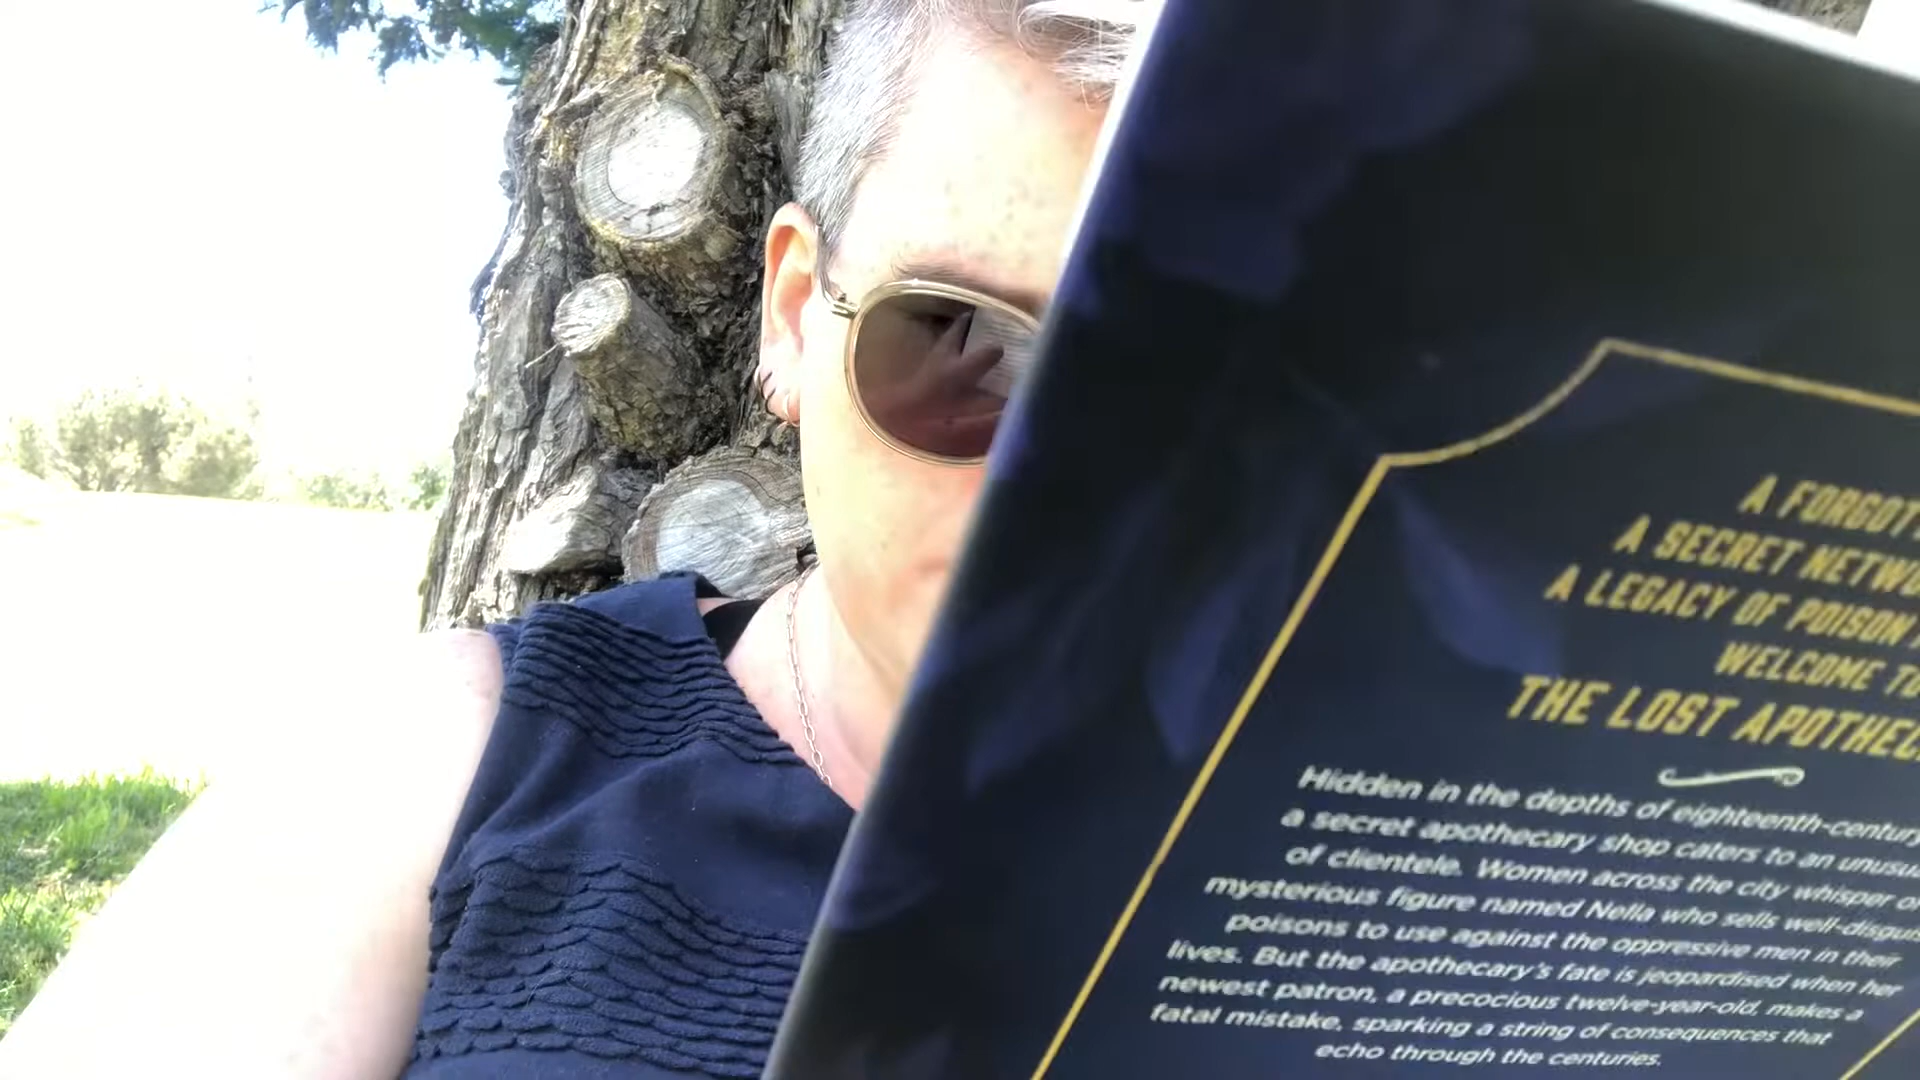 A FORGOT
A SECRET NETWO
A LEGACY OF POISON
WELCOME TO
THE LOST APOTHEC
Hidden in the depths of eighteenth-century
a secret apothecary shop caters to an unusu
of clientele. Women across the city whisper of
mysterious figure named Nella who sells well-disguis
poisons to use against the oppressive men in their
lives. But the apothecary's fate is jeopardised when her
newest patron, a precocious twelve-year-old, makes a
fatal mistake, sparking a string of consequences that
echo through the centuries.